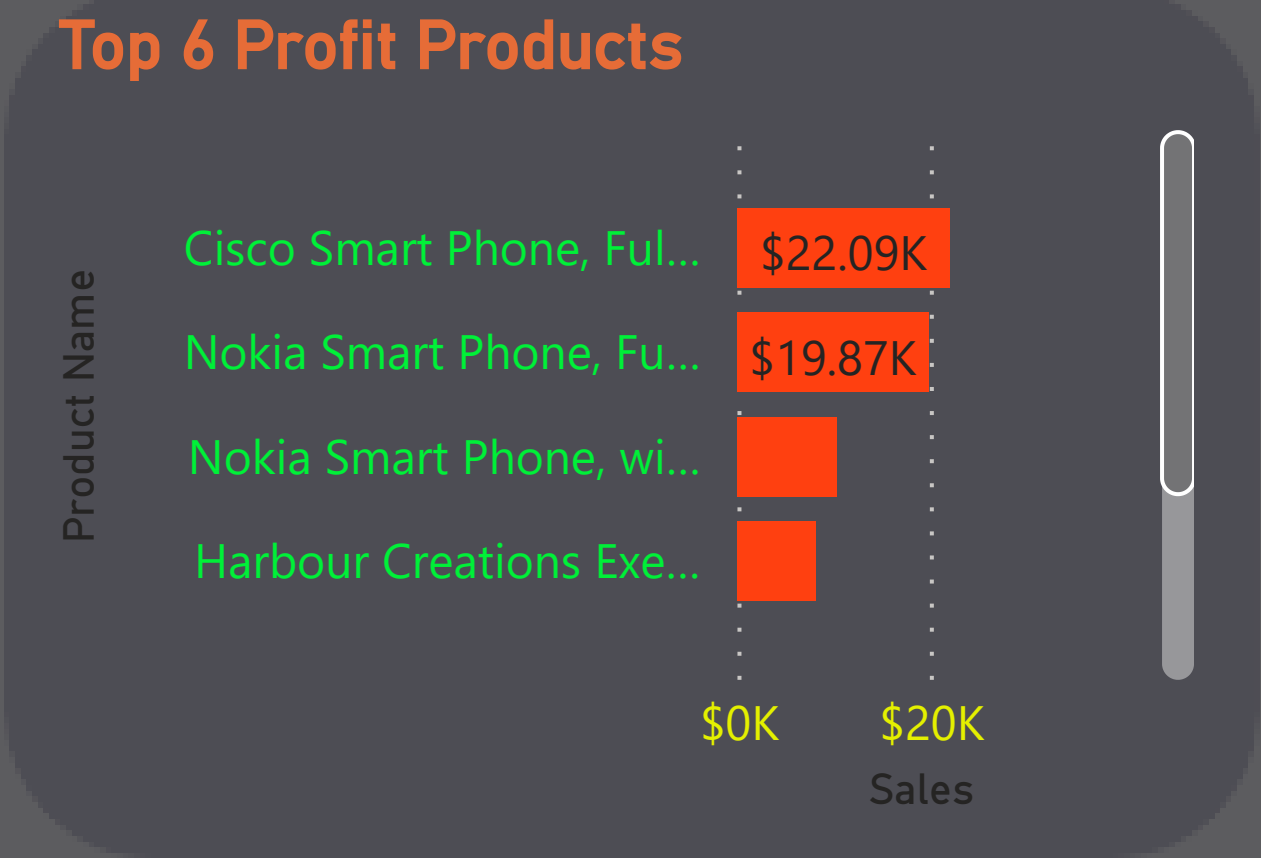 Top 6 Profit Products
Product Name
Cisco Smart Phone, Ful...
$22.09K
Nokia Smart Phone, Fu...
$19.87K
Nokia Smart Phone, wi...
Harbour Creations Exe...
$0K
$20K
Sales